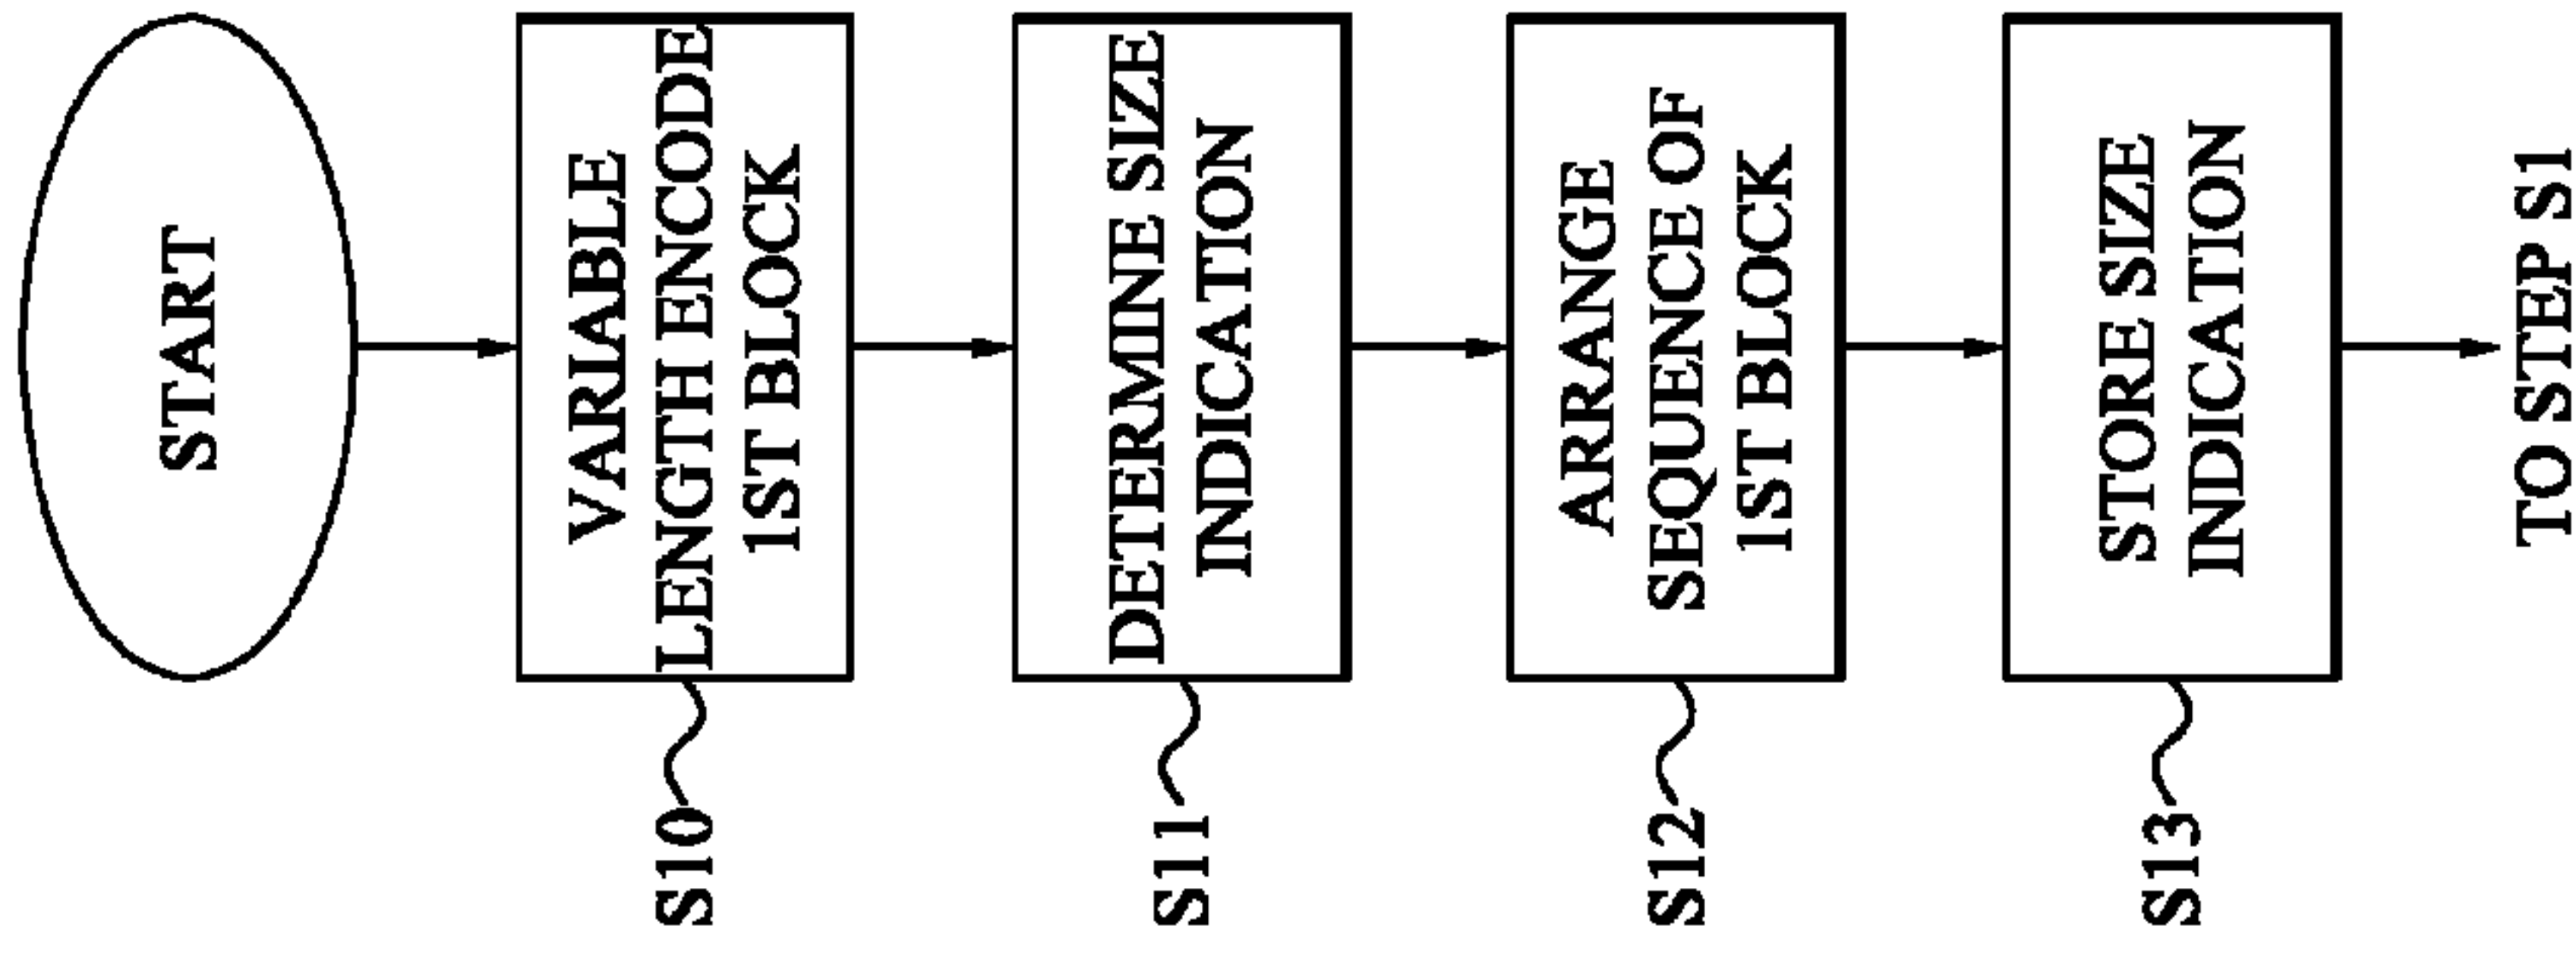 START
VARIABLE
LENGTH ENCODE
1ST BLOCK
S10
DETERMINE SIZE
INDICATION
S11
ARRANGE
SEQUENCE OF
1ST BLOCK
S12
STORE SIZE
INDICATION
S13
TO STEP S1